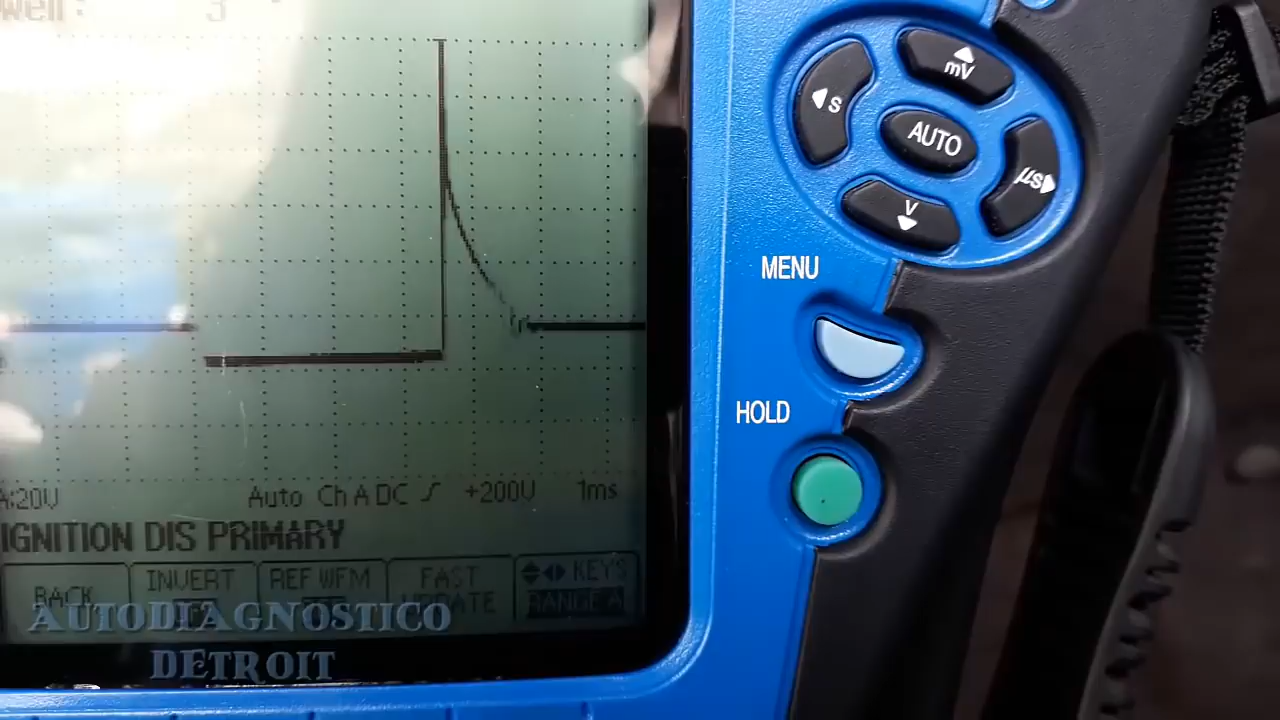 3
A:20V Auto Ch A DC +200V 1ms
IGNITION DIS PRIMARY
BACK INVERT REF WFM FAST UPDATE KEYS RANGE A
AUTODIAGNOSTICO
DETROIT
mV
s
AUTO
µs
V
MENU
HOLD